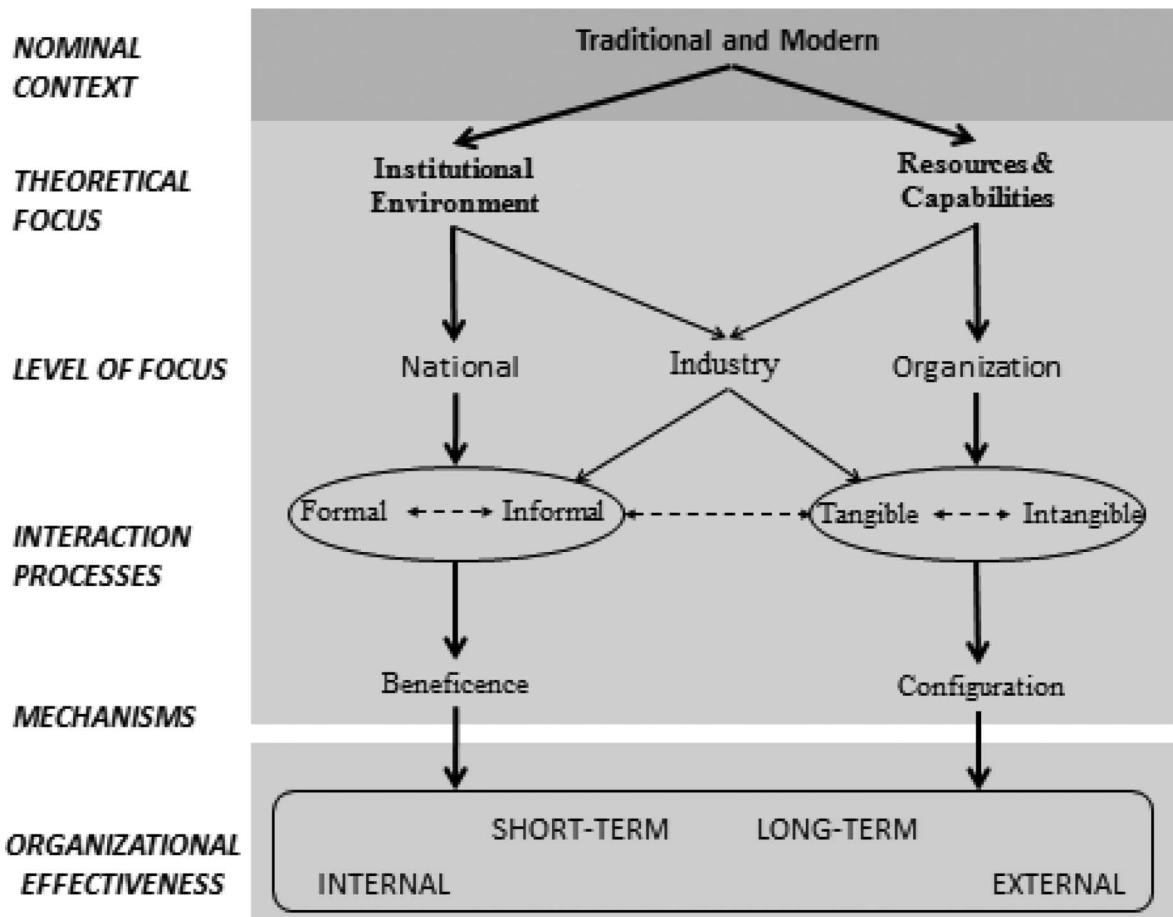 NOMINAL
CONTEXT
Traditional and Modern
THEORETICAL
FOCUS
Institutional
Environment
Resources &
Capabilities
LEVEL OF FOCUS
National
Industry
Organization
INTERACTION
PROCESSES
Formal
Informal
Tangible
Intangible
MECHANISMS
Beneficence
Configuration
ORGANIZATIONAL
EFFECTIVENESS
SHORT-TERM
LONG-TERM
INTERNAL
EXTERNAL